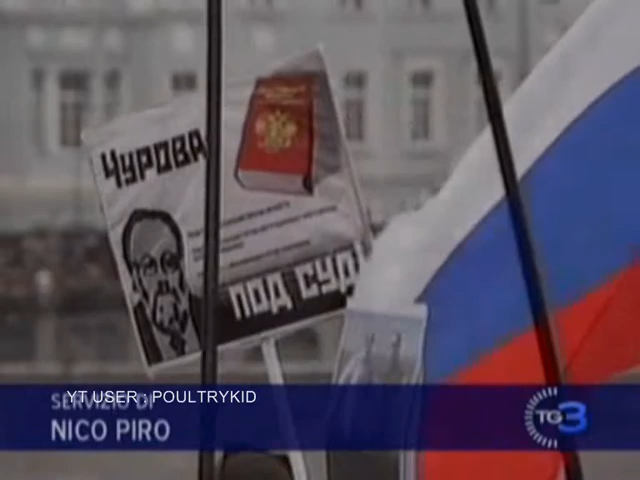 ЧУРОВА
ПОД СУД!
SERVIZIO DI
YT USER : POULTRYKID
NICO PIRO
TG3